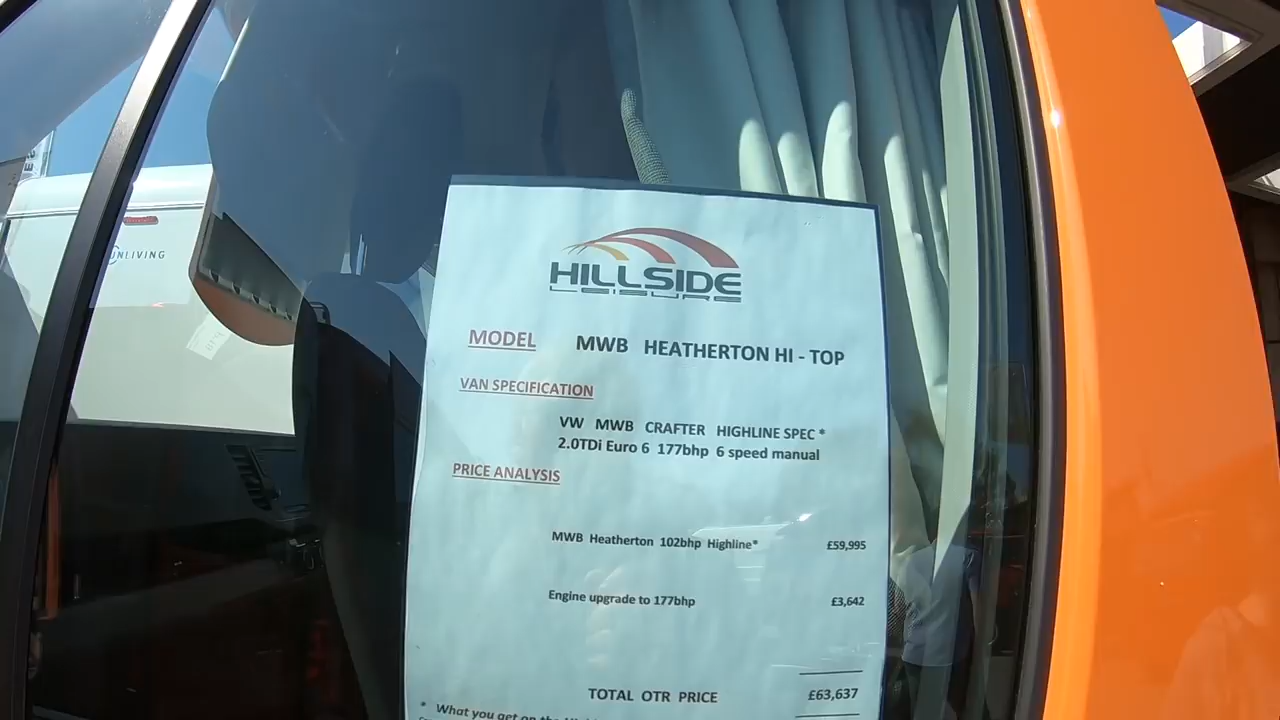 HILLSIDE
LEISURE
MODEL MWB HEATHERTON HI - TOP
VAN SPECIFICATION
VW MWB CRAFTER HIGHLINE SPEC *
2.0TDi Euro 6 177bhp 6 speed manual
PRICE ANALYSIS
MWB Heatherton 102bhp Highline* £59,995
Engine upgrade to 177bhp £3,642
TOTAL OTR PRICE £63,637
* What you get on the